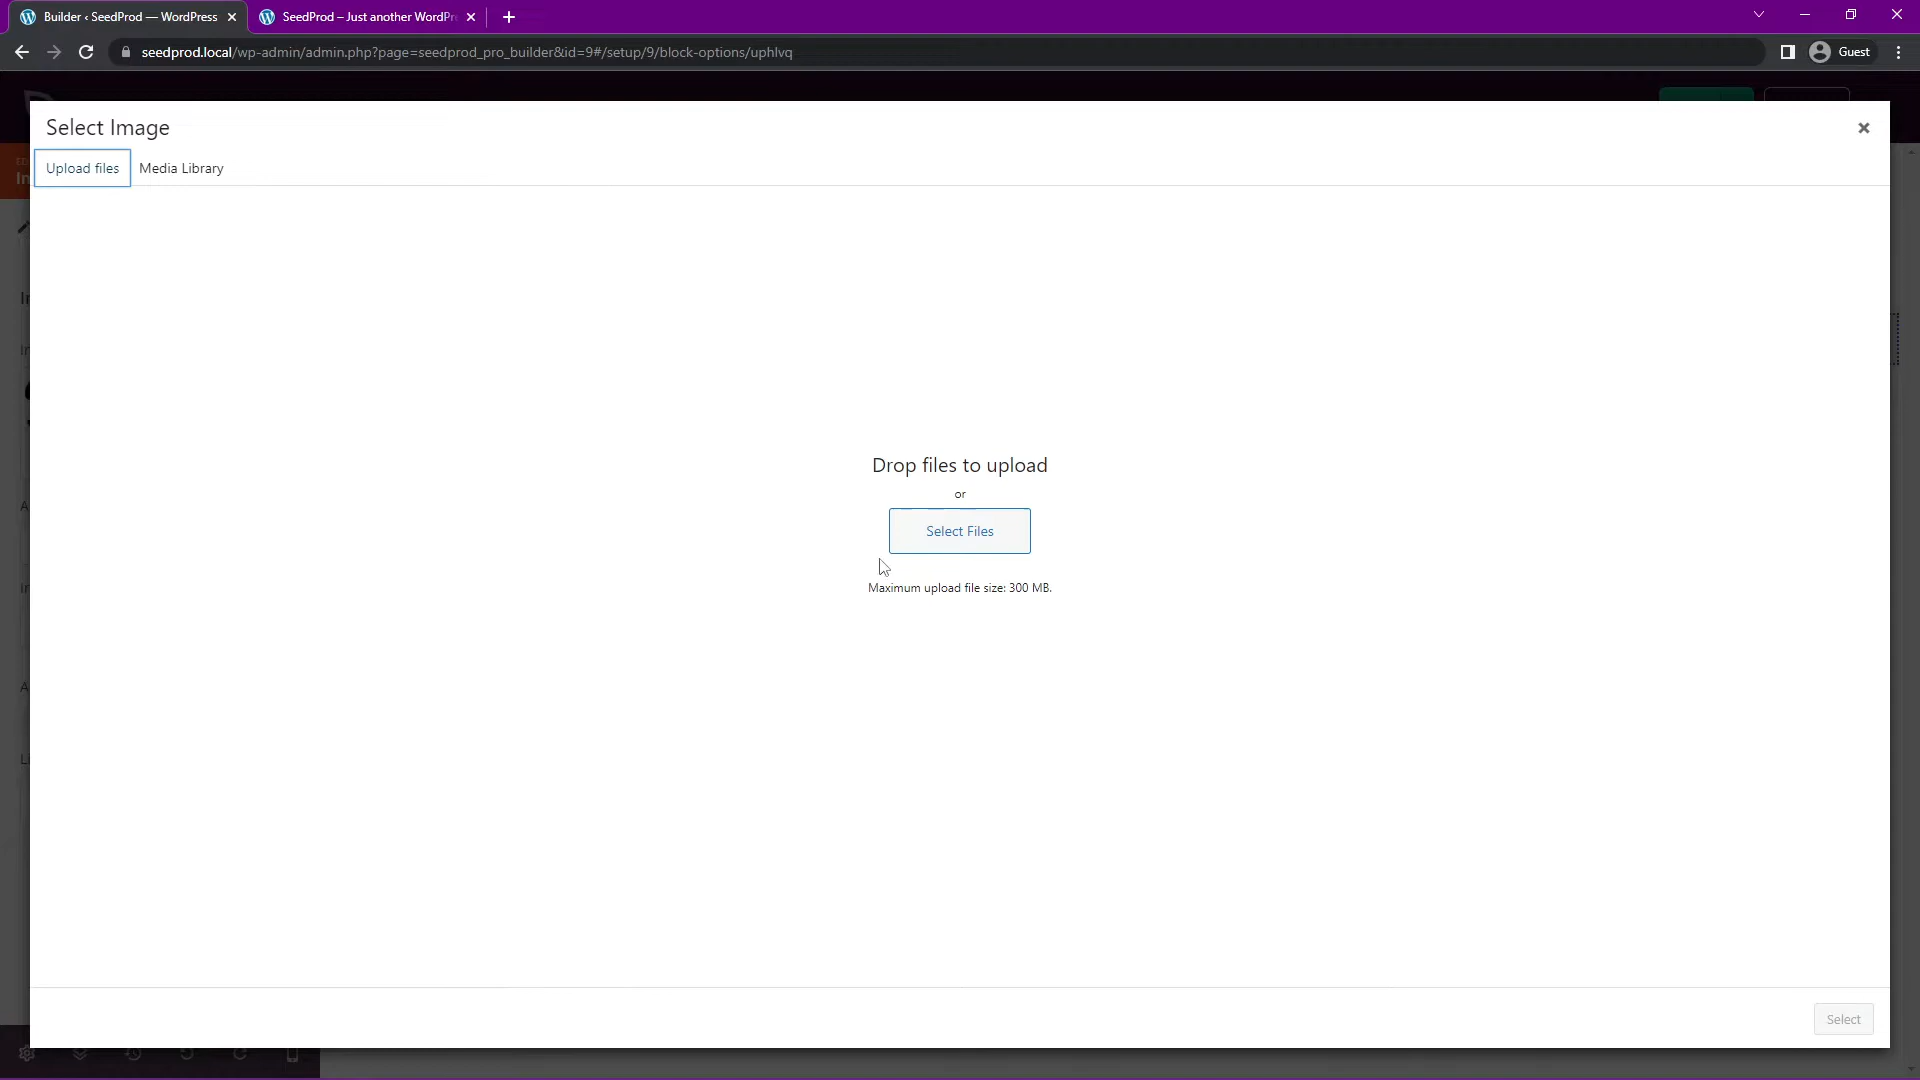 Builder ‹ SeedProd — WordPress
SeedProd – Just another WordPr
seedprod.local/wp-admin/admin.php?page=seedprod_pro_builder&id=9#/setup/9/block-options/uphlvq
Guest
Select Image
Upload files
Media Library
Drop files to upload
or
Select Files
Maximum upload file size: 300 MB.
Select